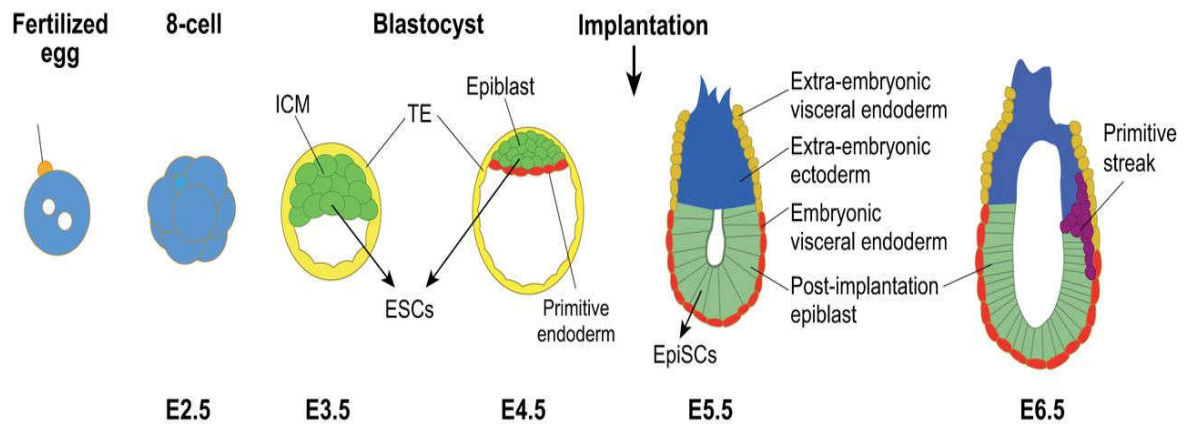 Fertilized
egg
8-cell
Blastocyst
Implantation
ICM
TE
Epiblast
ESCs
Primitive
endoderm
Extra-embryonic
visceral endoderm
Extra-embryonic
ectoderm
Embryonic
visceral endoderm
Post-implantation
epiblast
EpiSCs
Primitive
streak
E2.5
E3.5
E4.5
E5.5
E6.5